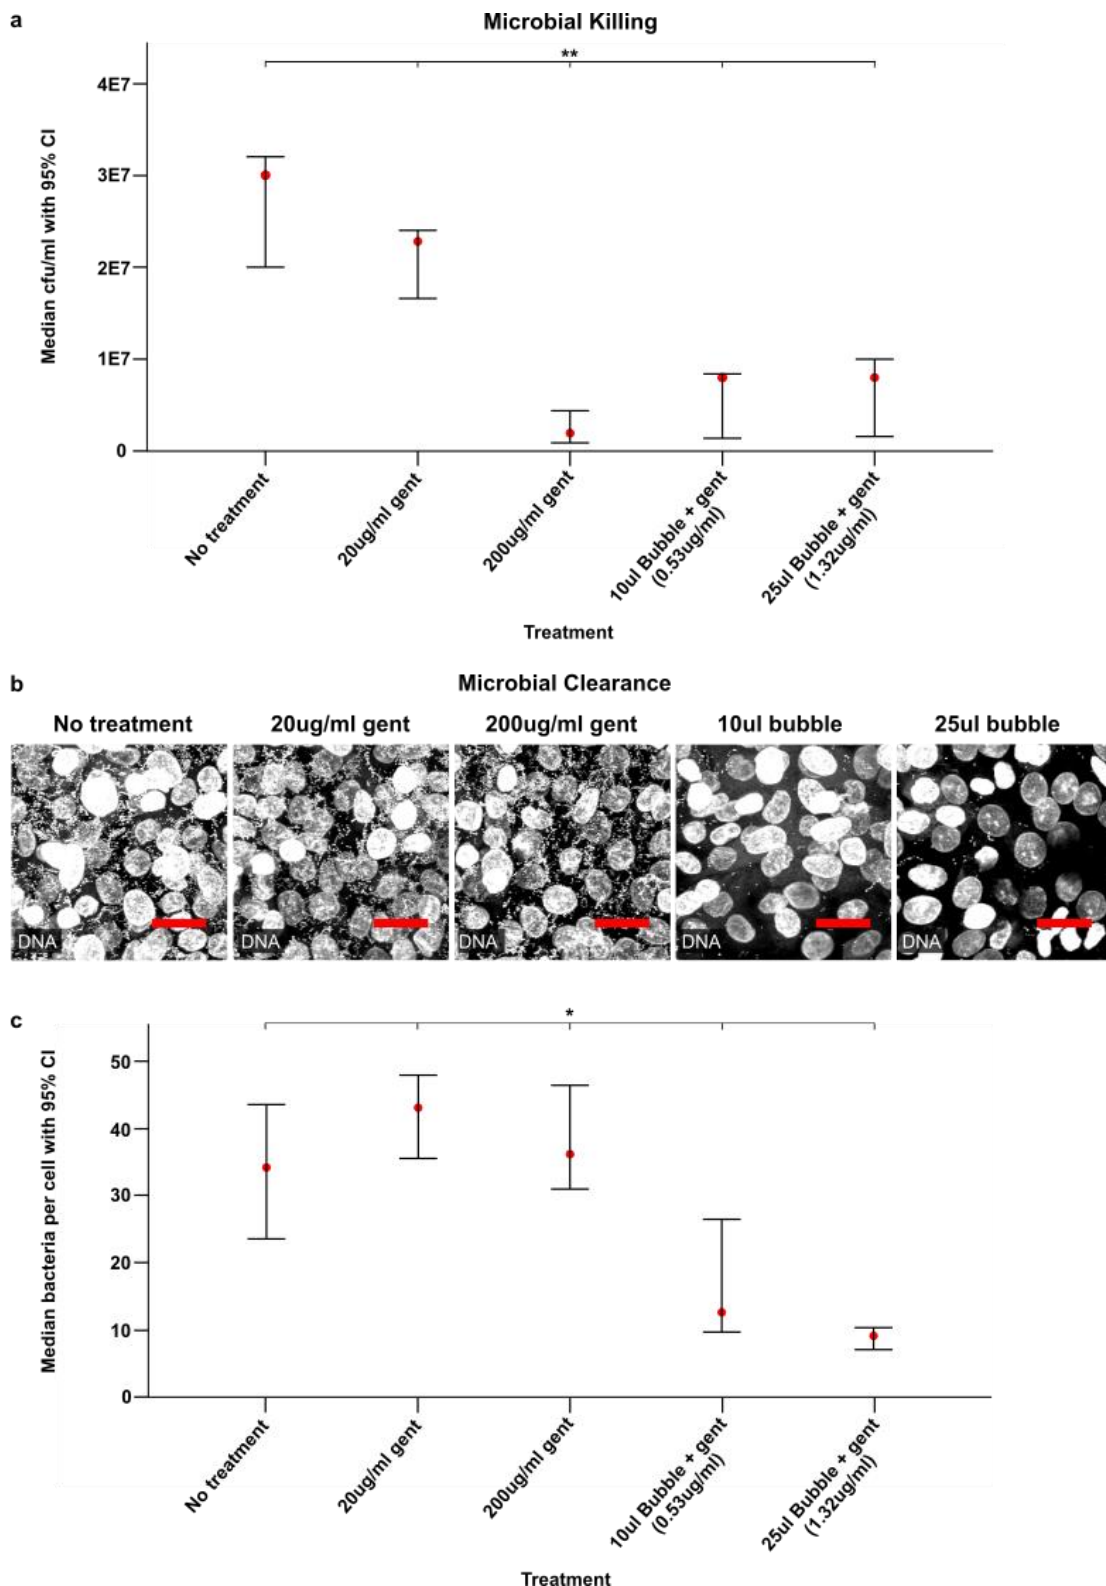 a
Microbial Killing
**
Median cfu/ml with 95% CI
4E7
3E7
2E7
1E7
0
No treatment
20ug/ml gent
200ug/ml gent
10ul Bubble + gent
(0.53ug/ml)
25ul Bubble + gent
(1.32ug/ml)
Treatment
b
Microbial Clearance
No treatment
20ug/ml gent
200ug/ml gent
10ul bubble
25ul bubble
DNA
DNA
DNA
DNA
DNA
c
*
Median bacteria per cell with 95% CI
50
40
30
20
10
0
No treatment
20ug/ml gent
200ug/ml gent
10ul Bubble + gent
(0.53ug/ml)
25ul Bubble + gent
(1.32ug/ml)
Treatment